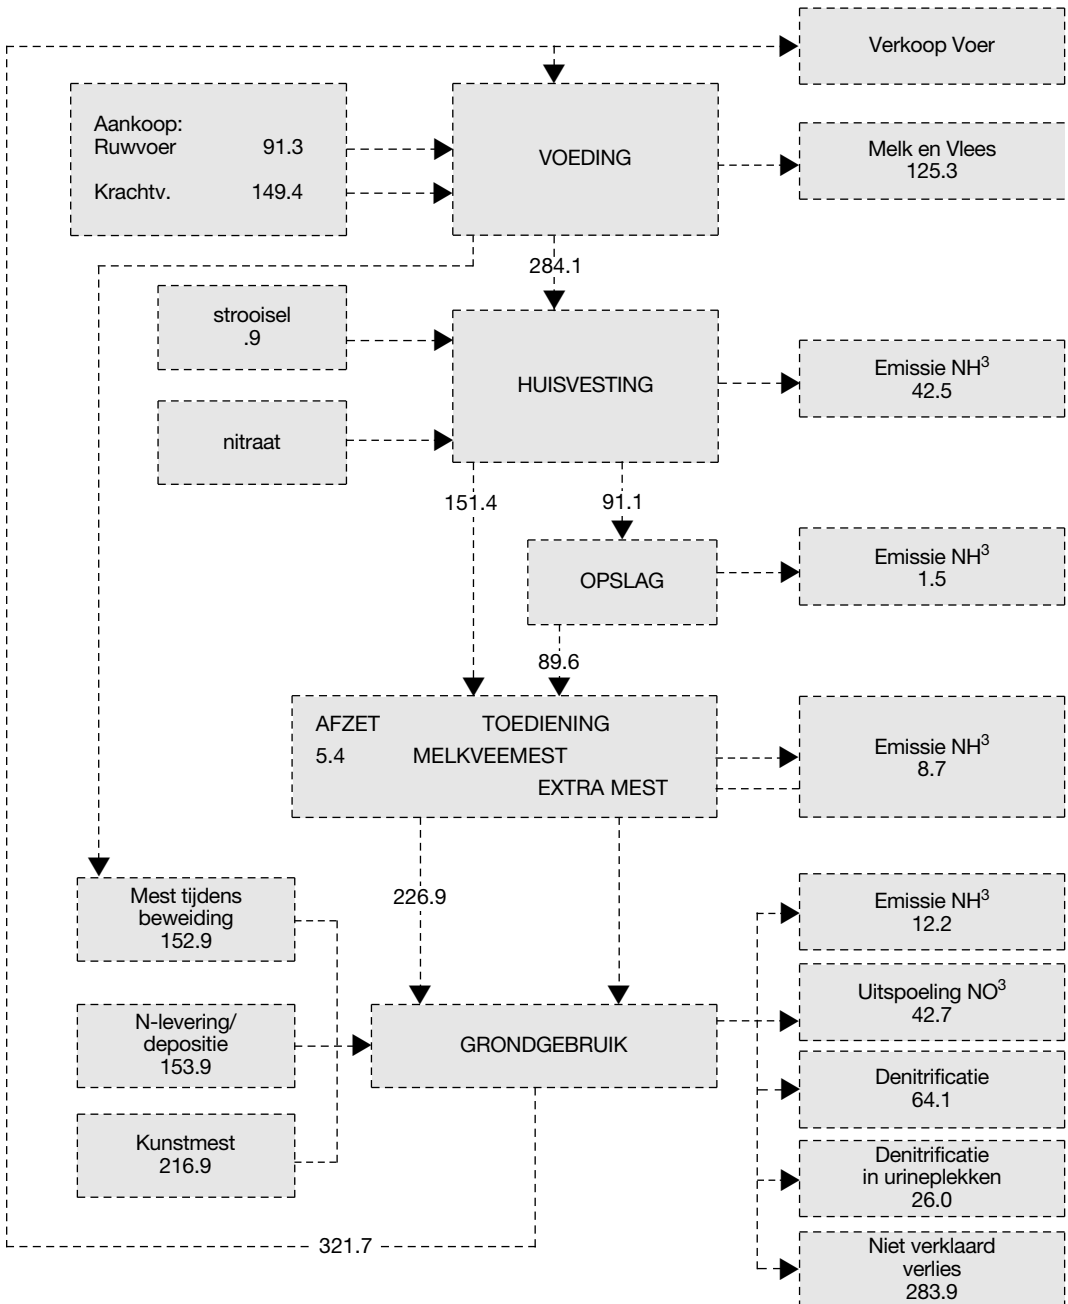 Verkoop Voer
Aankoop:
Ruwvoer 91.3
Krachtv. 149.4
VOEDING
Melk en Vlees
125.3
284.1
strooisel
.9
HUISVESTING
Emissie NH³
42.5
nitraat
151.4
91.1
OPSLAG
Emissie NH³
1.5
89.6
AFZET TOEDIENING
5.4 MELKVEEMEST
EXTRA MEST
Emissie NH³
8.7
Mest tijdens
beweiding
152.9
226.9
Emissie NH³
12.2
N-levering/
depositie
153.9
GRONDGEBRUIK
Uitspoeling NO³
42.7
Denitrificatie
64.1
Kunstmest
216.9
Denitrificatie
in urineplekken
26.0
321.7
Niet verklaard
verlies
283.9